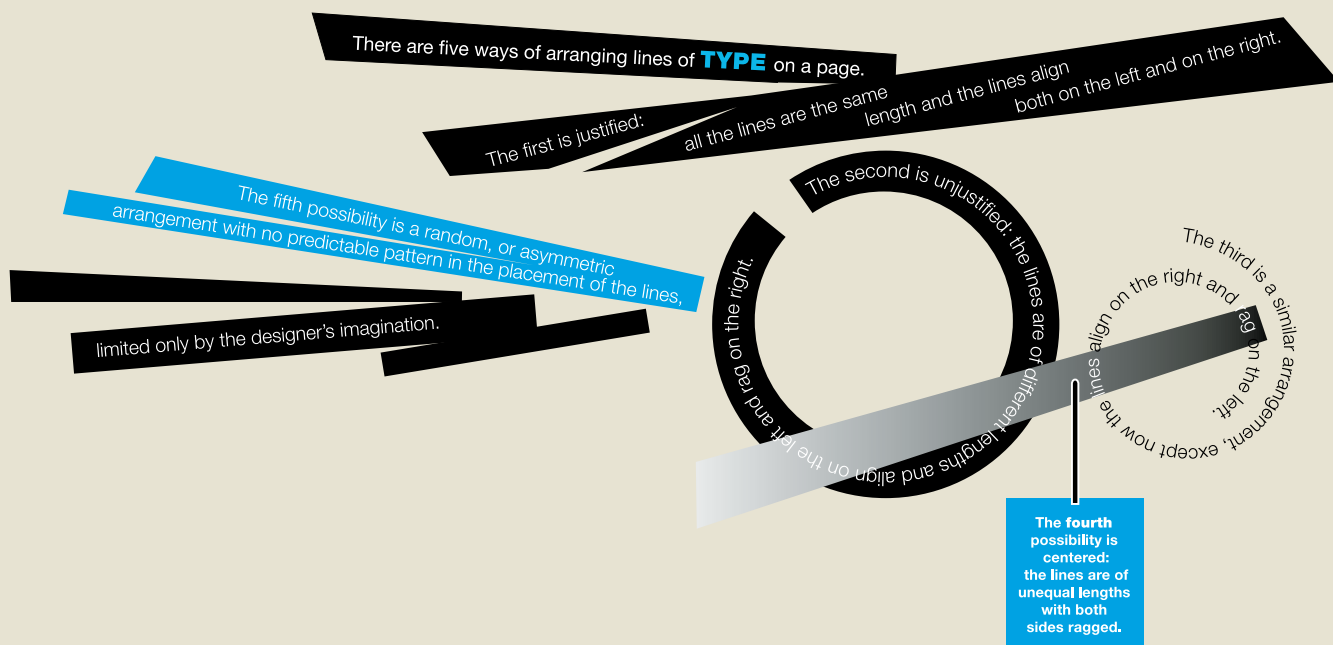 There are five ways of arranging lines of TYPE on a page.
The first is justified:
all the lines are the same
length and the lines align
both on the left and on the right.
The second is unjustified: the lines are of different lengths and align on the left and rag on the right.
The third is a similar arrangement, except now the lines align on the right and rag on the left.
The fourth
possibility is
centered:
the lines are of
unequal lengths
with both
sides ragged.
The fifth possibility is a random, or asymmetric
arrangement with no predictable pattern in the placement of the lines,
limited only by the designer’s imagination.